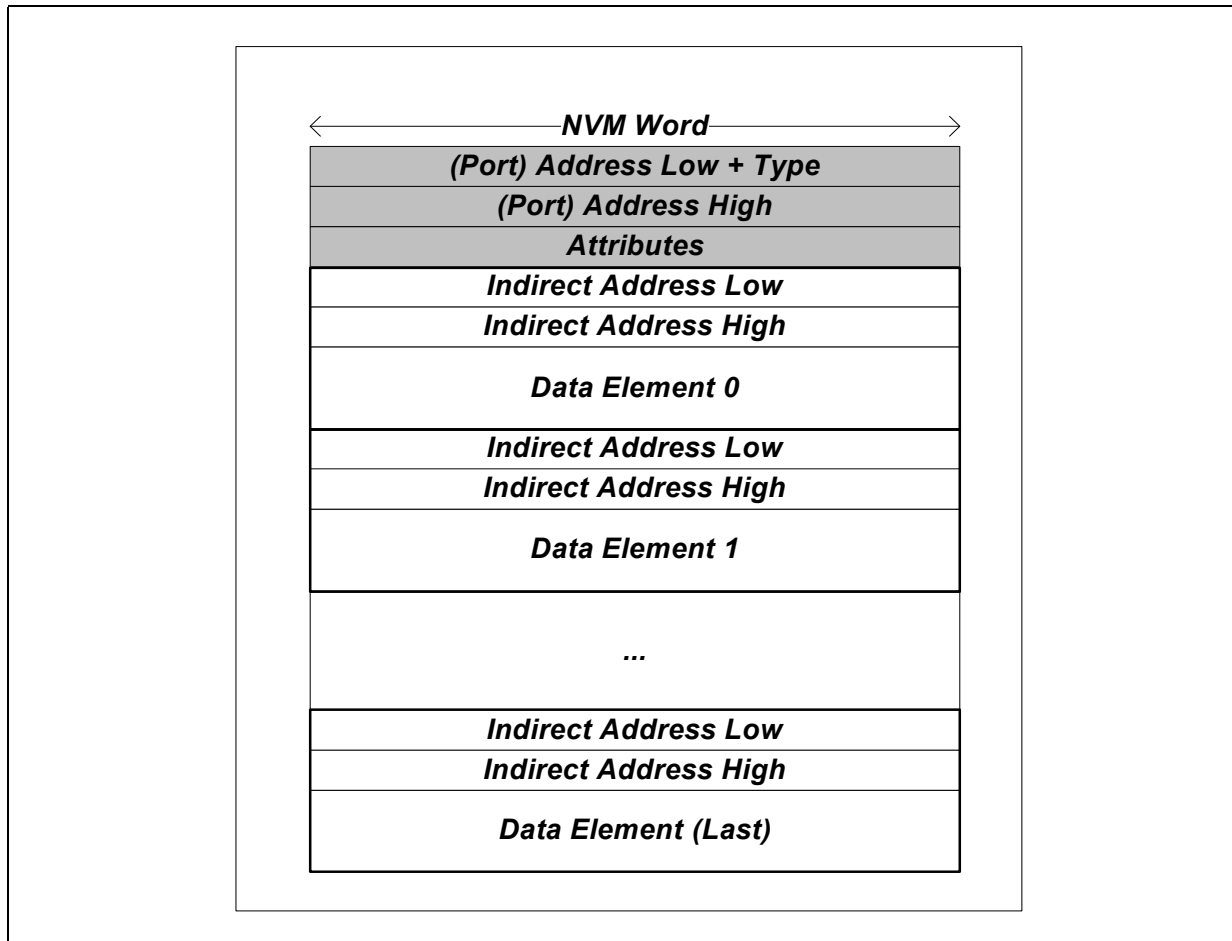 NVM Word
(Port) Address Low + Type
(Port) Address High
Attributes
Indirect Address Low
Indirect Address High
Data Element 0
Indirect Address Low
Indirect Address High
Data Element 1
...
Indirect Address Low
Indirect Address High
Data Element (Last)